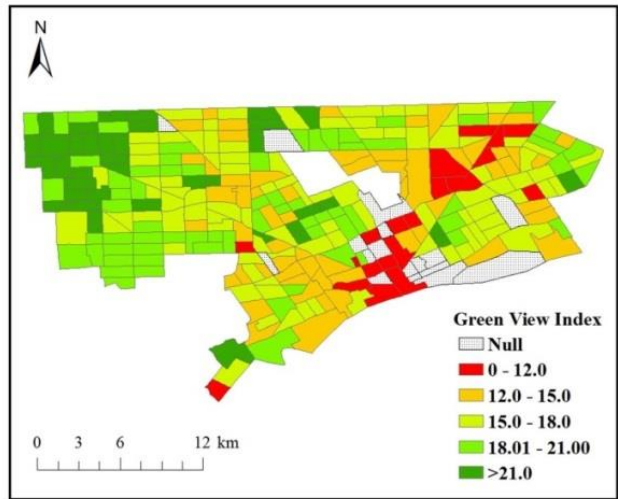 N
Green View Index
Null
0 - 12.0
12.0 - 15.0
15.0 - 18.0
18.01 - 21.00
>21.0
0 3 6 12 km